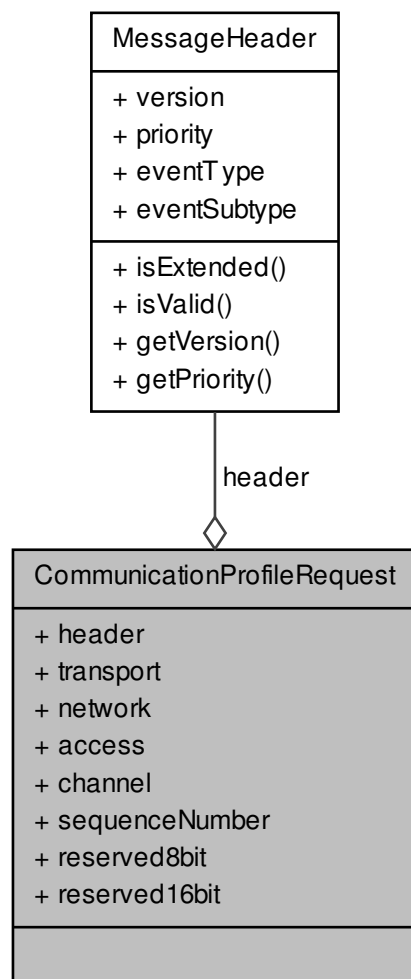 MessageHeader
+ version
+ priority
+ eventType
+ eventSubtype
+ isExtended()
+ isValid()
+ getVersion()
+ getPriority()
header
CommunicationProfileRequest
+ header
+ transport
+ network
+ access
+ channel
+ sequenceNumber
+ reserved8bit
+ reserved16bit